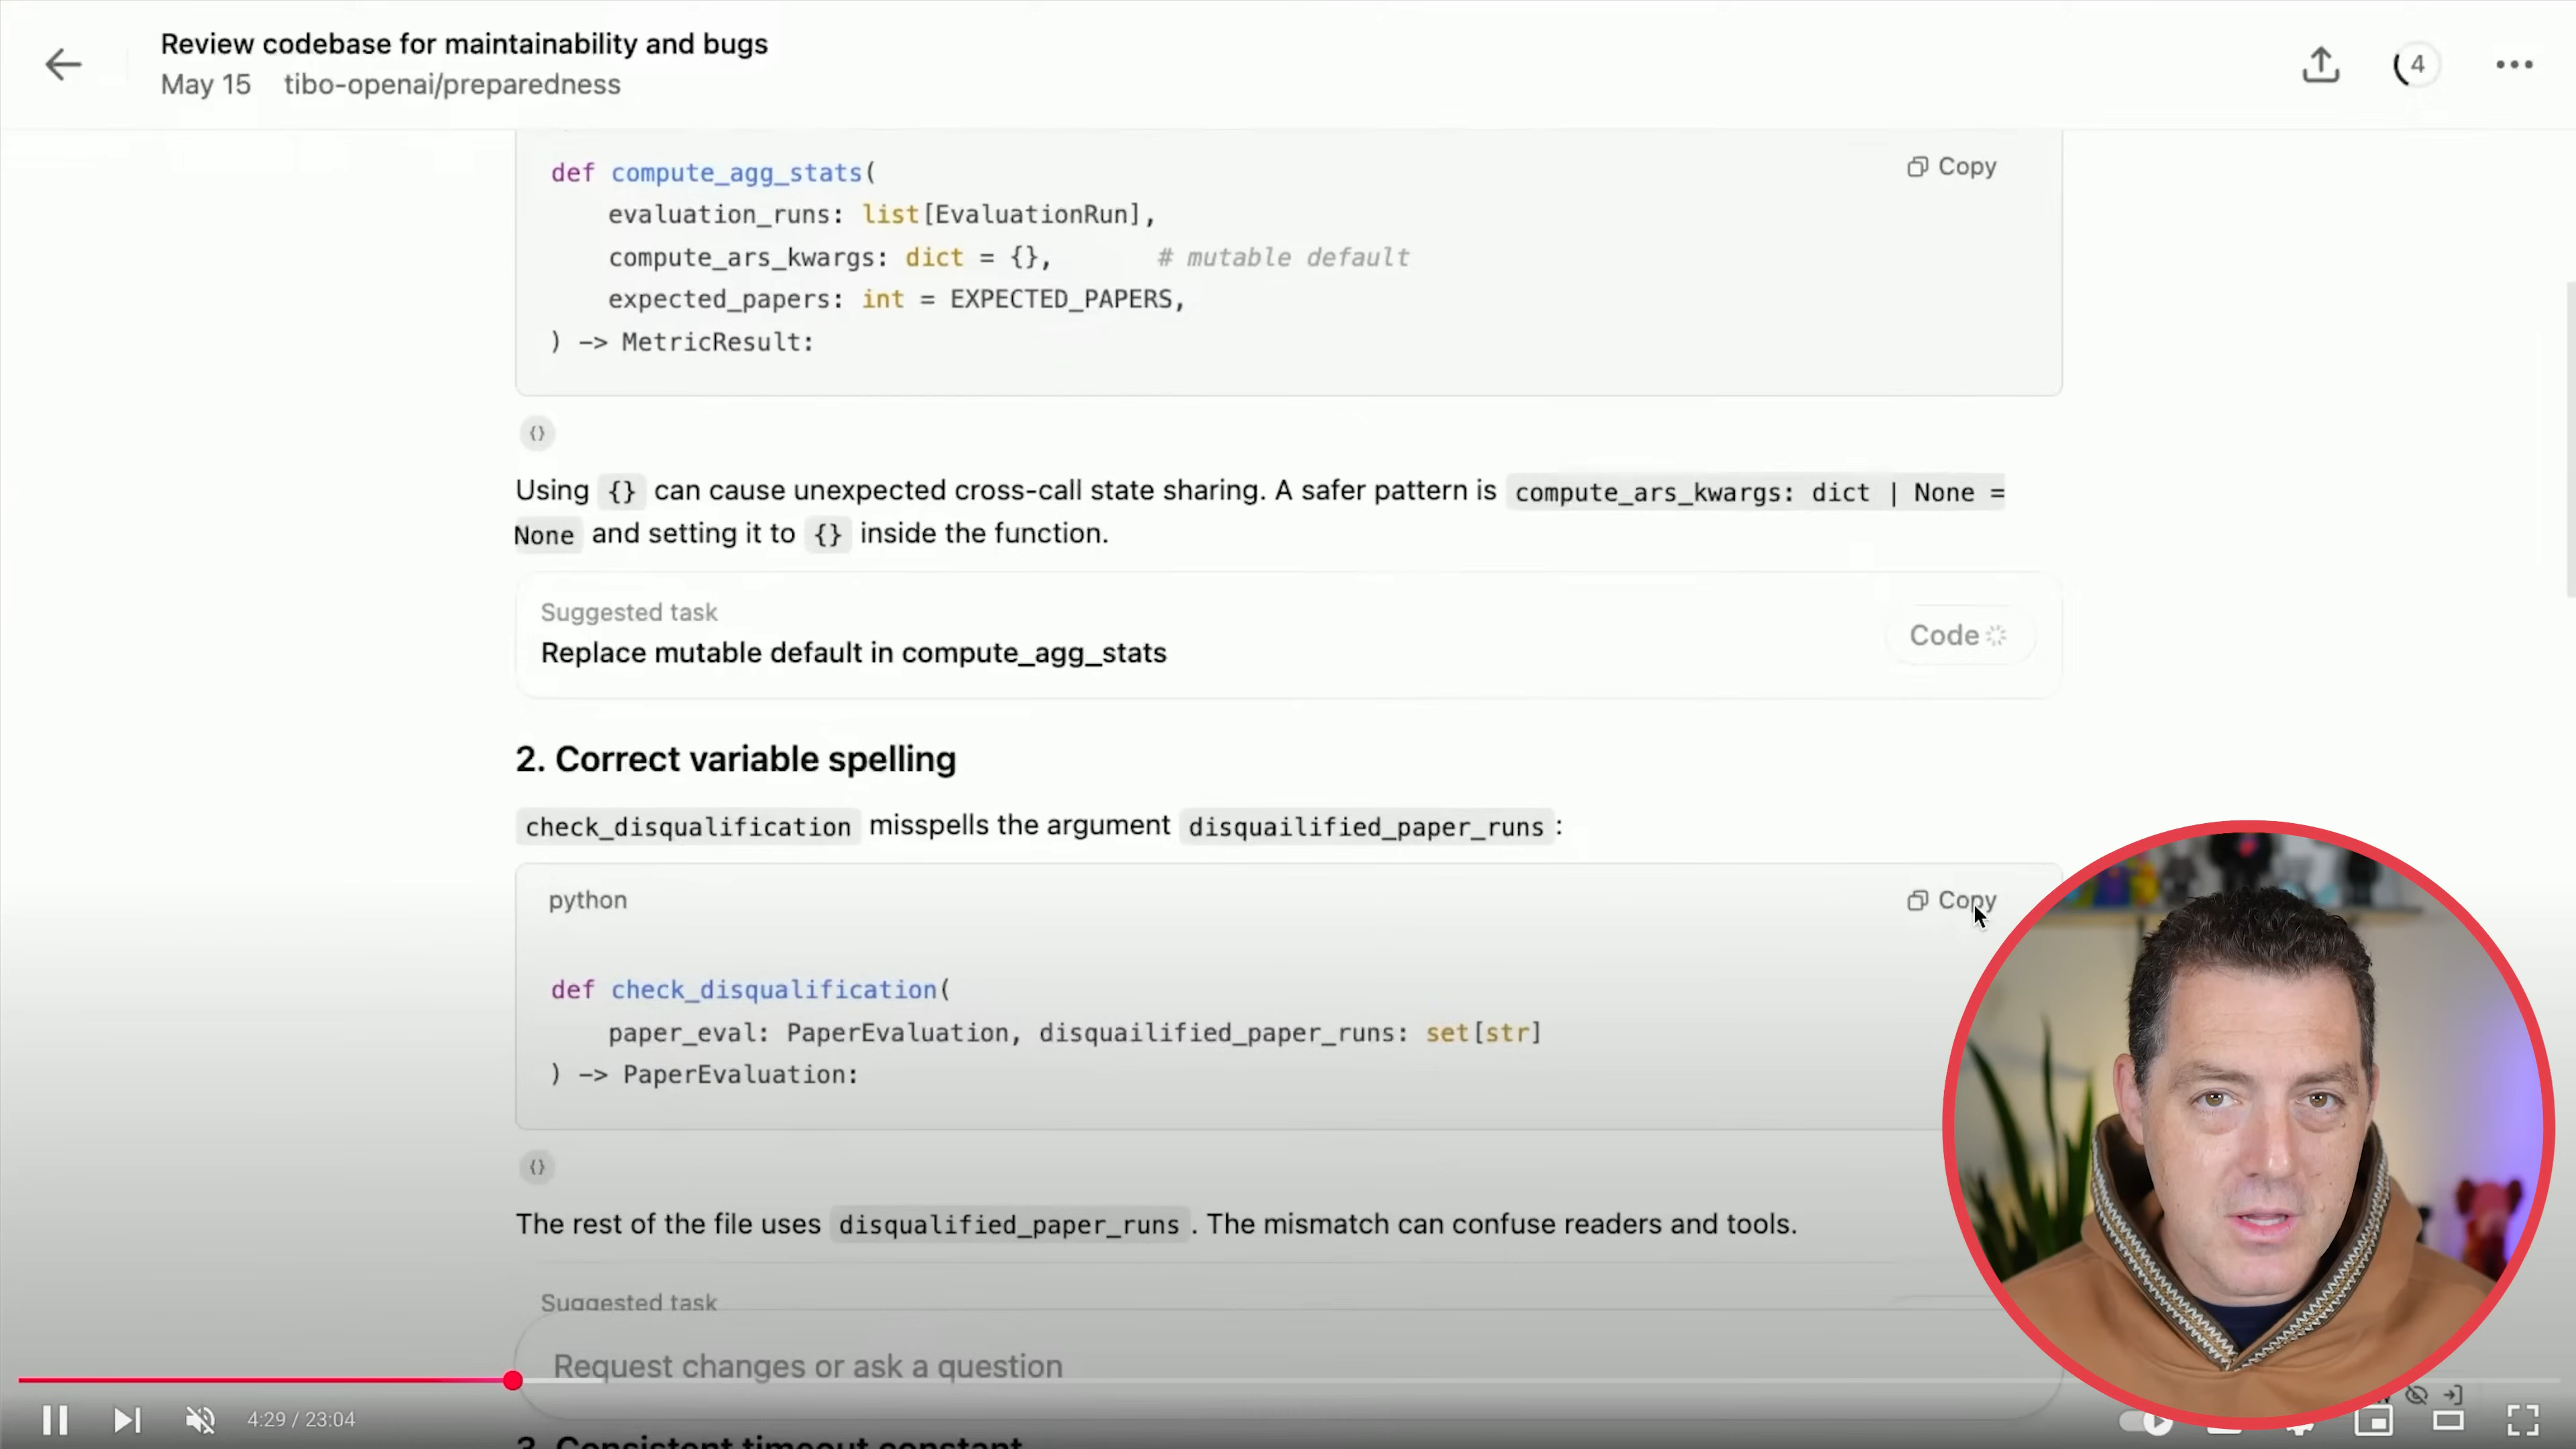 Review codebase for maintainability and bugs
May 15 tibo-openai/preparedness
4
def compute_agg_stats(
Copy
evaluation_runs: list[EvaluationRun],
compute_ars_kwargs: dict = {}, # mutable default
expected_papers: int = EXPECTED_PAPERS,
) -> MetricResult:
{}
Using {} can cause unexpected cross-call state sharing. A safer pattern is compute_ars_kwargs: dict | None =
None and setting it to {} inside the function.
Suggested task
Replace mutable default in compute_agg_stats
Code
2. Correct variable spelling
check_disqualification misspells the argument disquailified_paper_runs :
python
Copy
def check_disqualification(
paper_eval: PaperEvaluation, disquailified_paper_runs: set[str]
) -> PaperEvaluation:
{}
The rest of the file uses disqualified_paper_runs . The mismatch can confuse readers and tools.
Suggested task
Request changes or ask a question
4:29 / 23:04
3. Consistent timeout constant